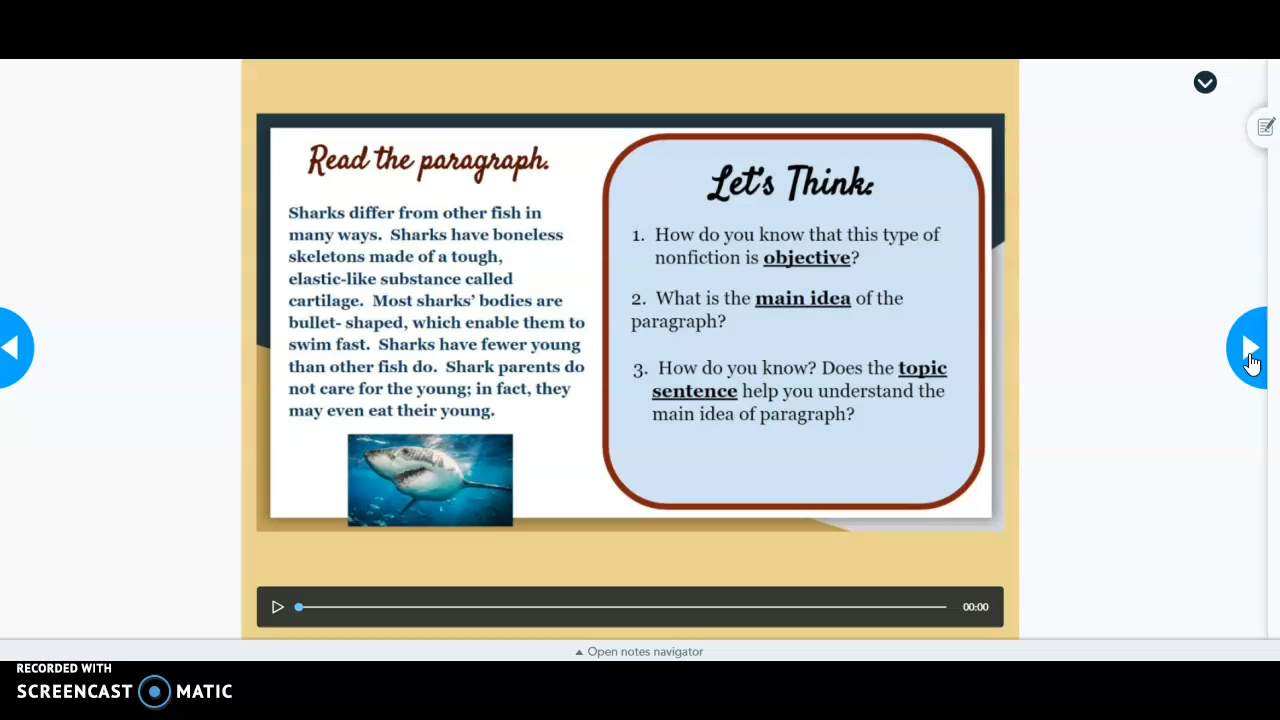 Read the paragraph.
Sharks differ from other fish in
many ways.  Sharks have boneless
skeletons made of a tough,
elastic-like substance called
cartilage.  Most sharks' bodies are
bullet- shaped, which enable them to
swim fast.  Sharks have fewer young
than other fish do.  Shark parents do
not care for the young; in fact, they
may even eat their young.
Let's Think:
1.  How do you know that this type of
nonfiction is objective?
2.  What is the main idea of the
paragraph?
3.  How do you know? Does the topic
sentence help you understand the
main idea of paragraph?
00:00
Open notes navigator
RECORDED WITH
SCREENCAST MATIC